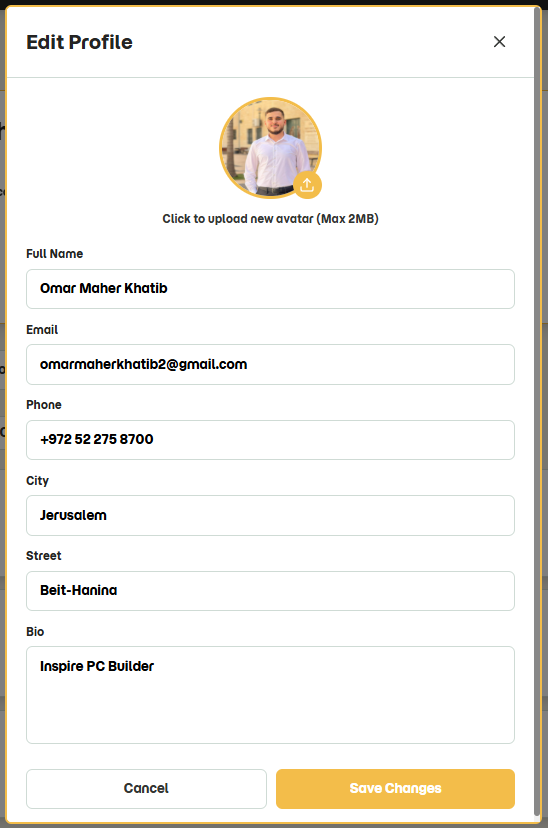 Edit Profile
Click to upload new avatar (Max 2MB)
Full Name
Omar Maher Khatib
Email
omarmaherkhatib2@gmail.com
Phone
+972 52 275 8700
City
Jerusalem
Street
Beit-Hanina
Bio
Inspire PC Builder
Cancel
Save Changes